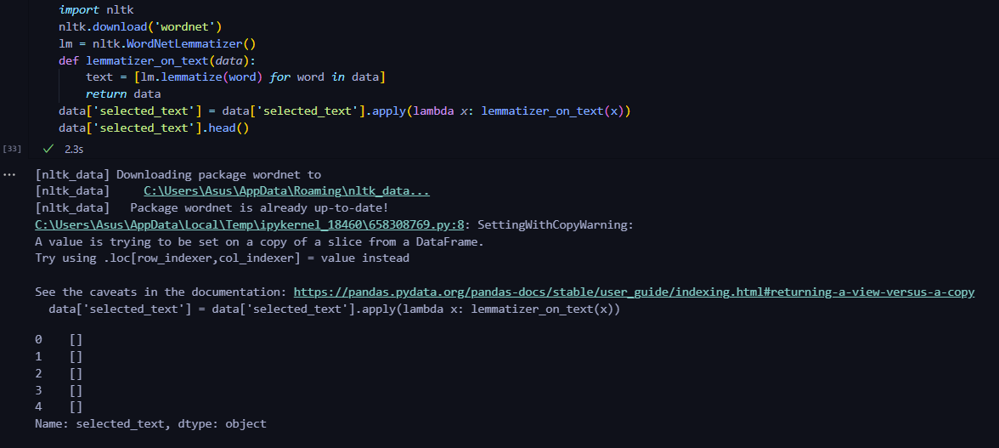 import nltk
nltk.download('wordnet')
lm = nltk.WordNetLemmatizer()
def lemmatizer_on_text(data):
    text = [lm.lemmatize(word) for word in data]
    return data
data['selected_text'] = data['selected_text'].apply(lambda x: lemmatizer_on_text(x))
data['selected_text'].head()
[33] 2.3s
... [nltk_data] Downloading package wordnet to
[nltk_data]     C:\Users\Asus\AppData\Roaming\nltk_data...
[nltk_data]   Package wordnet is already up-to-date!
C:\Users\Asus\AppData\Local\Temp\ipykernel_18460\658308769.py:8: SettingWithCopyWarning:
A value is trying to be set on a copy of a slice from a DataFrame.
Try using .loc[row_indexer,col_indexer] = value instead

See the caveats in the documentation: https://pandas.pydata.org/pandas-docs/stable/user_guide/indexing.html#returning-a-view-versus-a-copy
  data['selected_text'] = data['selected_text'].apply(lambda x: lemmatizer_on_text(x))

0    []
1    []
2    []
3    []
4    []
Name: selected_text, dtype: object